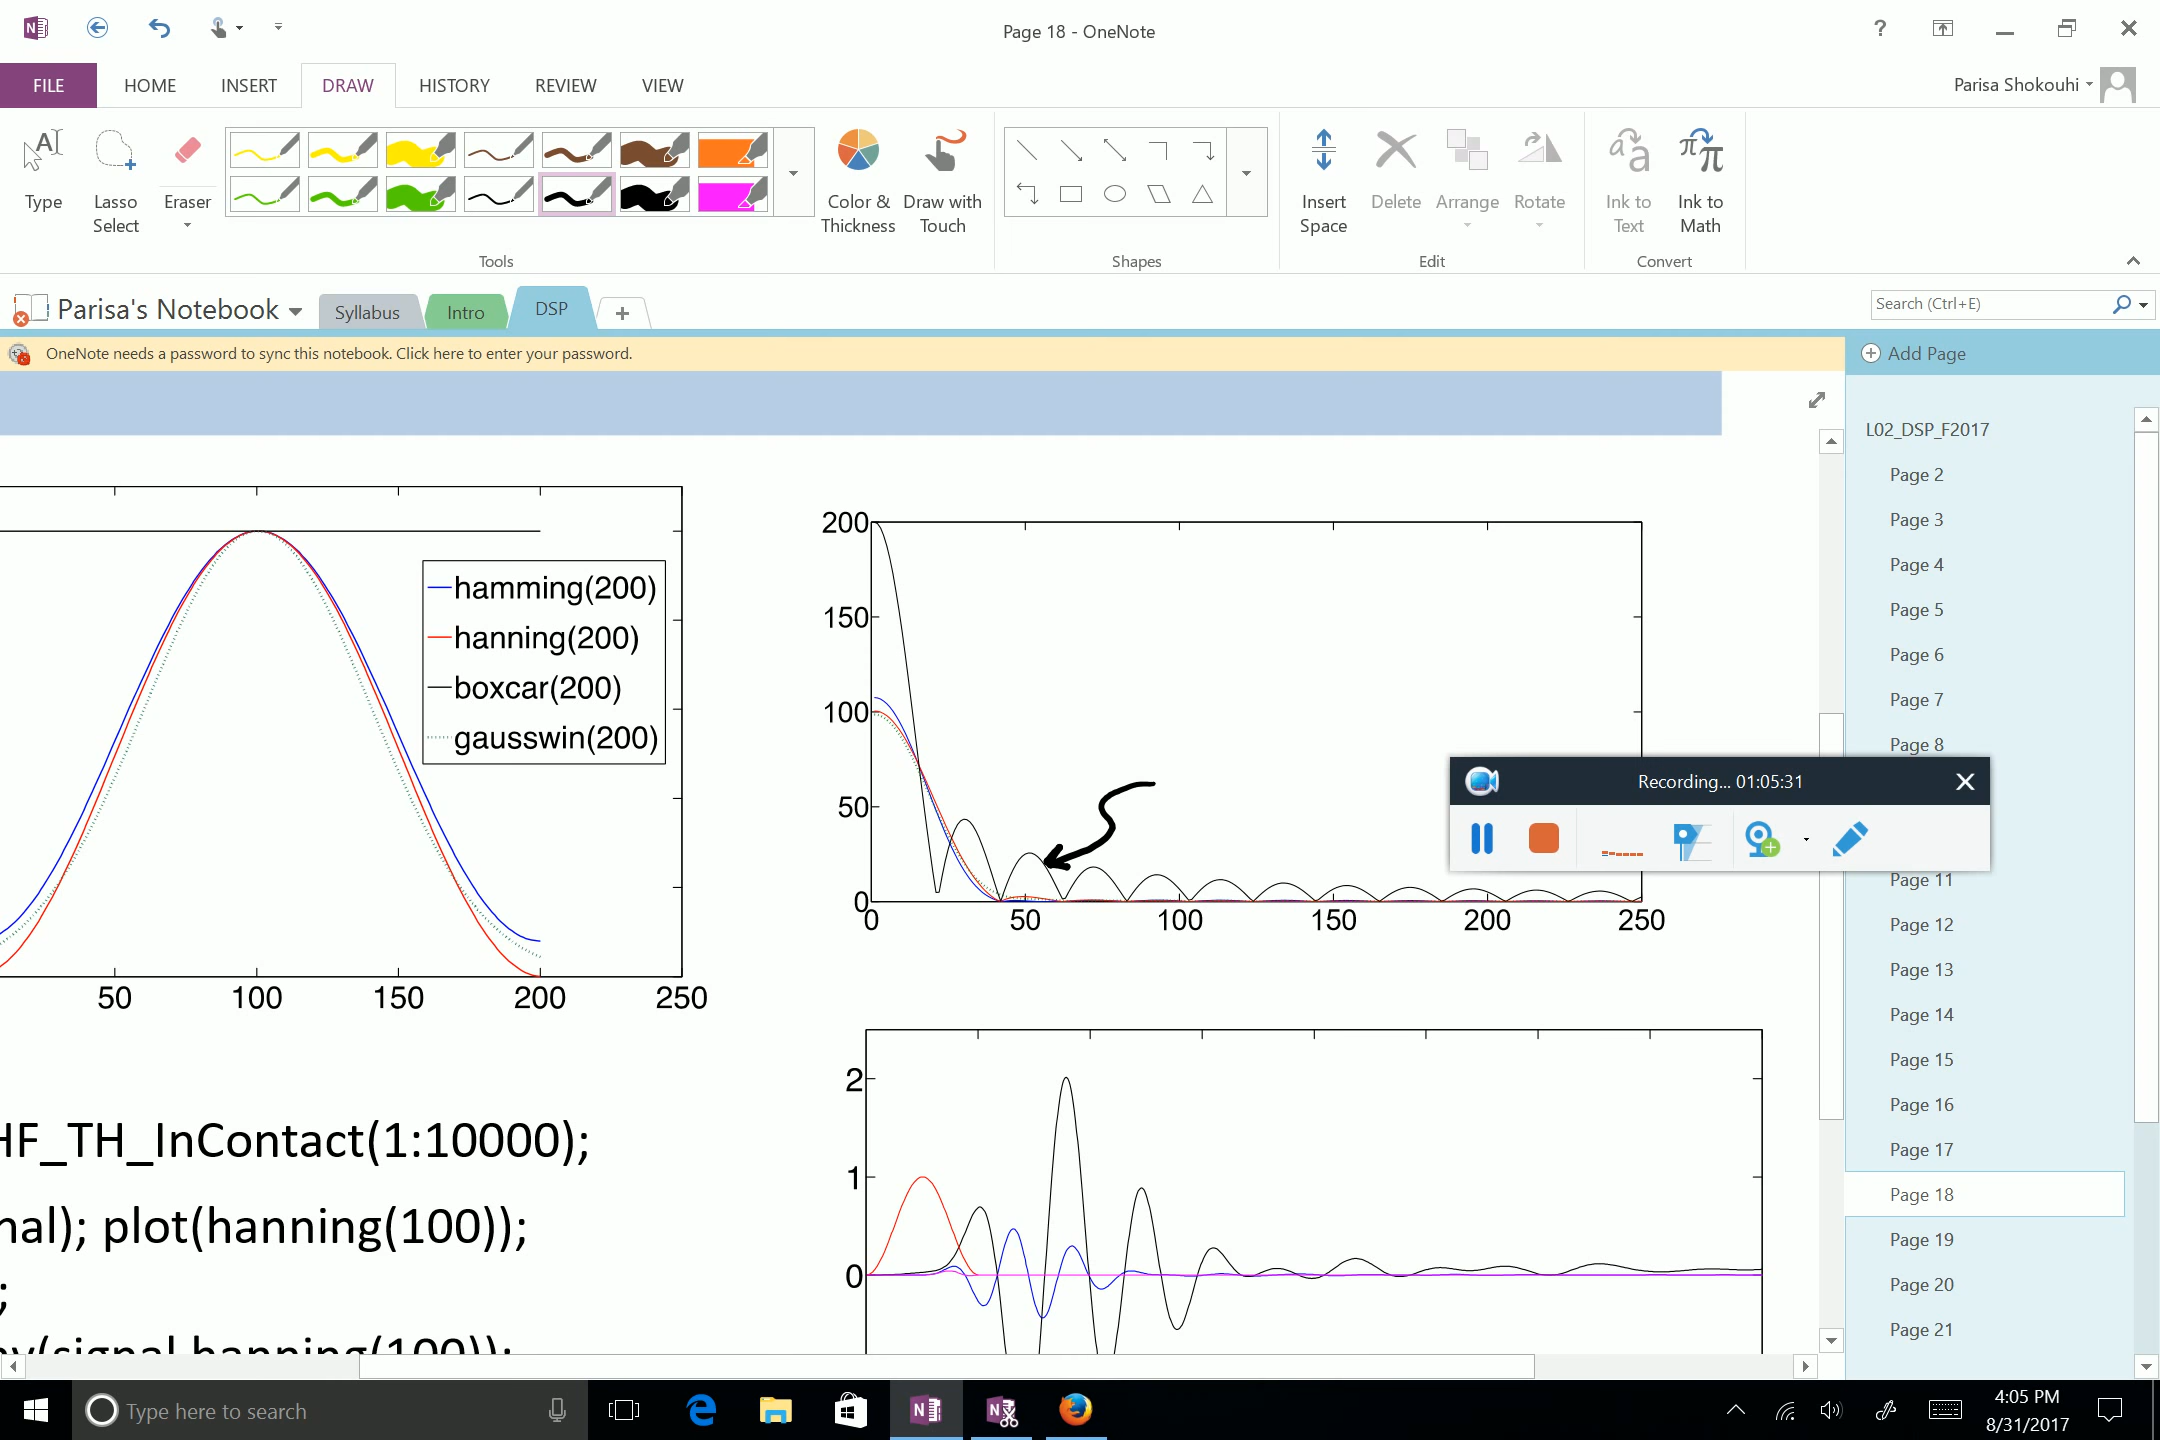 Page 18 - OneNote
?
FILE
HOME
INSERT
DRAW
HISTORY
REVIEW
VIEW
Parisa Shokouhi
Type
Lasso
Select
Eraser
Color &
Thickness
Draw with
Touch
Insert
Space
Delete
Arrange
Rotate
Ink to
Text
Ink to
Math
Tools
Shapes
Edit
Convert
Parisa's Notebook
Syllabus
Intro
DSP
Search (Ctrl+E)
OneNote needs a password to sync this notebook. Click here to enter your password.
Add Page
L02_DSP_F2017
Page 2
Page 3
Page 4
Page 5
Page 6
Page 7
Page 8
Page 11
Page 12
Page 13
Page 14
Page 15
Page 16
Page 17
Page 18
Page 19
Page 20
Page 21
hamming(200)
hanning(200)
boxcar(200)
gausswin(200)
50 100 150 200 250
200
150
100
50
0
0 50 100 150 200 250
Recording... 01:05:31
2
1
0
HF_TH_InContact(1:10000);
nal); plot(hanning(100));
;
Type here to search
4:05 PM
8/31/2017